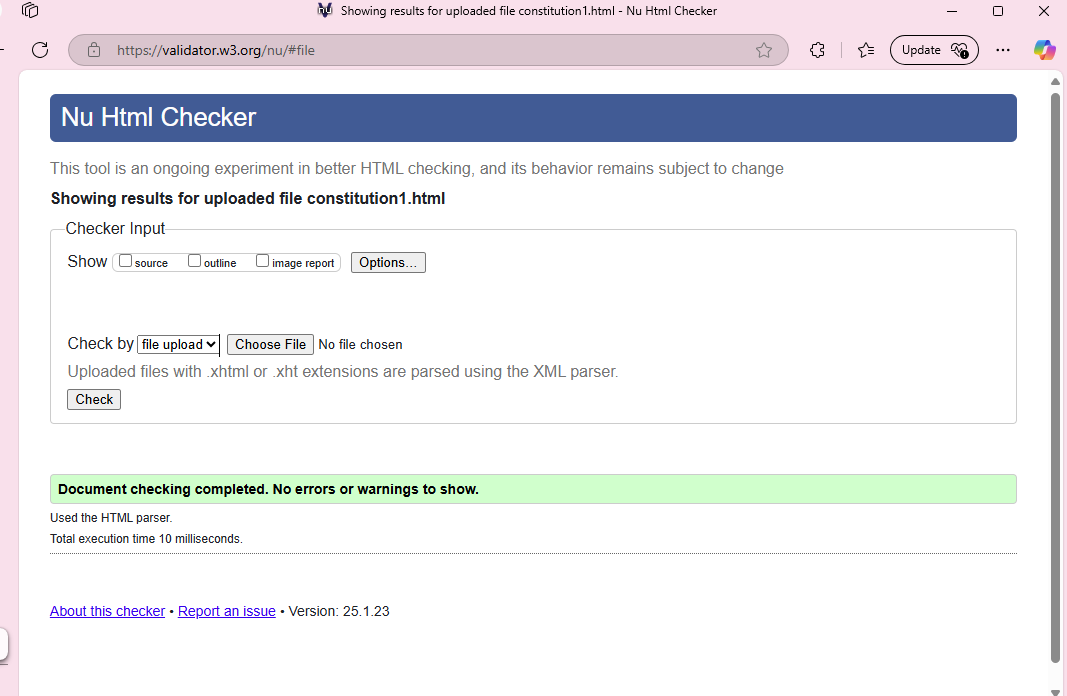 Showing results for uploaded file constitution1.html - Nu Html Checker
https://validator.w3.org/nu/#file
Update
Nu Html Checker
This tool is an ongoing experiment in better HTML checking, and its behavior remains subject to change
Showing results for uploaded file constitution1.html
Checker Input
Show source outline image report Options...
Check by file upload Choose File No file chosen
Uploaded files with .xhtml or .xht extensions are parsed using the XML parser.
Check
Document checking completed. No errors or warnings to show.
Used the HTML parser.
Total execution time 10 milliseconds.
About this checker • Report an issue • Version: 25.1.23